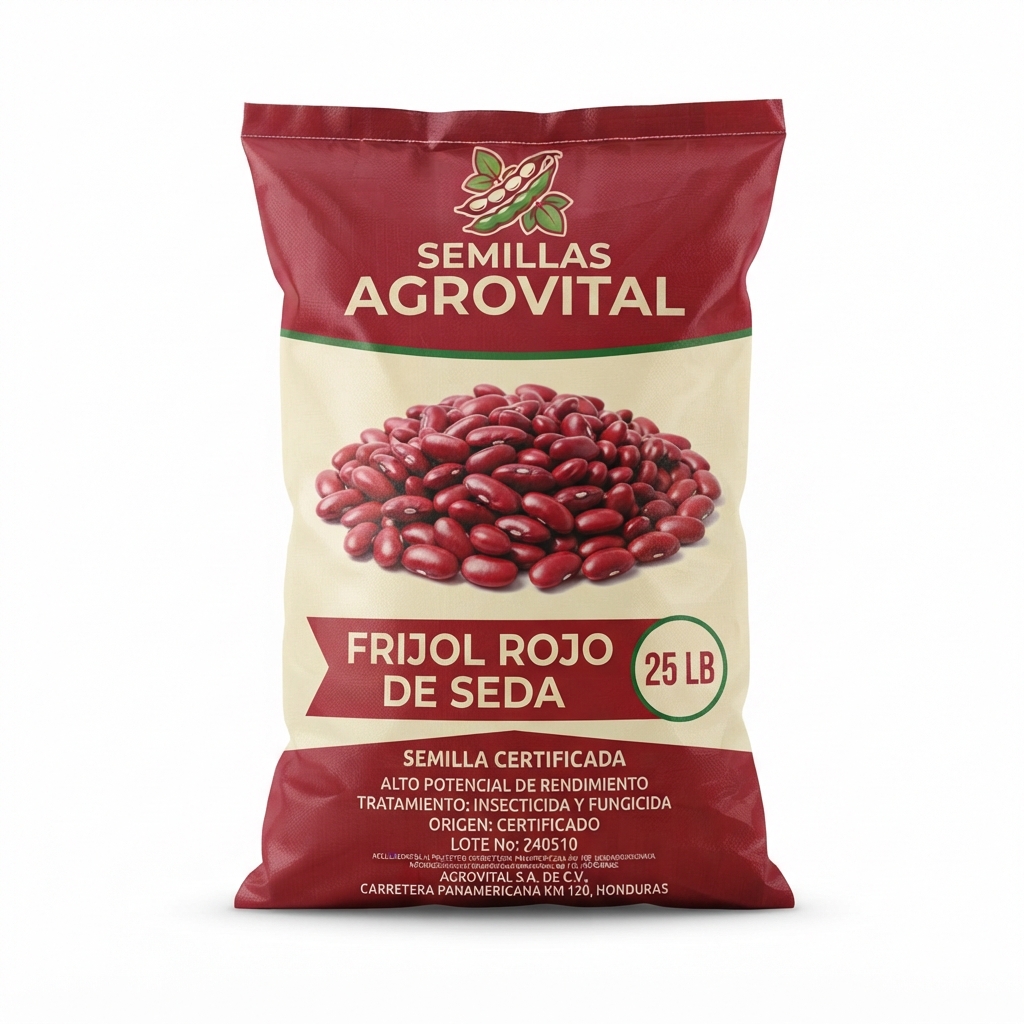 SEMILLAS
AGROVITAL
FRIJOL ROJO
DE SEDA
25 LB
SEMILLA CERTIFICADA
ALTO POTENCIAL DE RENDIMIENTO
TRATAMIENTO: INSECTICIDA Y FUNGICIDA
ORIGEN: CERTIFICADO
LOTE No: 240510
AGROVITAL S.A. DE C.V.
CARRETERA PANAMERICANA KM 120, HONDURAS